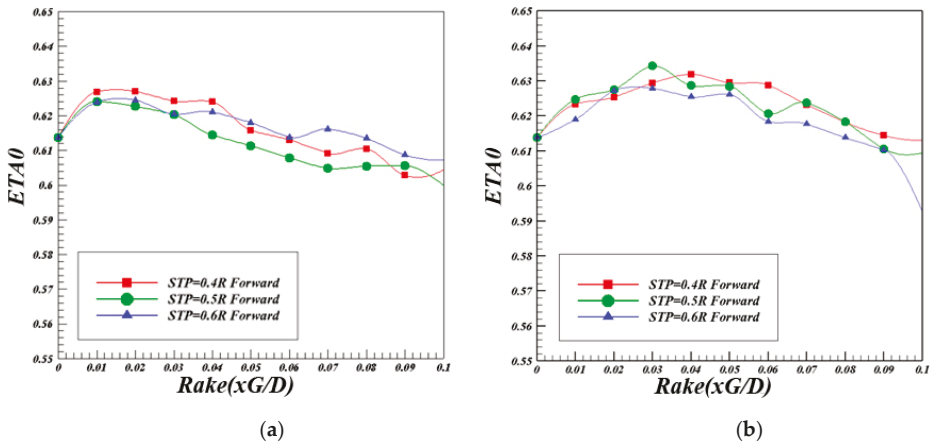 0.65
0.64
0.63
0.62
0.61
0.6
0.59
0.58
0.57
0.56
0.55
ETA0
STP=0.4R Forward
STP=0.5R Forward
STP=0.6R Forward
0 0.01 0.02 0.03 0.04 0.05 0.06 0.07 0.08 0.09 0.1
Rake(xG/D)
(a)
0.65
0.64
0.63
0.62
0.61
0.6
0.59
0.58
0.57
0.56
0.55
ETA0
STP=0.4R Forward
STP=0.5R Forward
STP=0.6R Forward
0 0.01 0.02 0.03 0.04 0.05 0.06 0.07 0.08 0.09 0.1
Rake(xG/D)
(b)